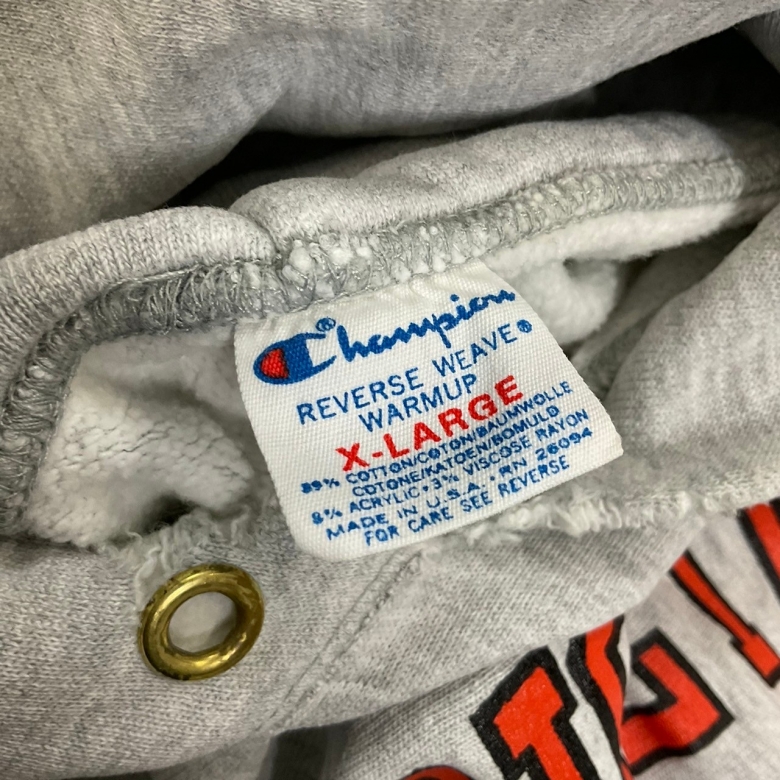 Champion®
REVERSE WEAVE®
WARMUP
X-LARGE
89% COTTON/COTON/BAUMWOLLE
COTONE/KATOEN/BOMULD
8% ACRYLIC • 3% VISCOSE RAYON
MADE IN U.S.A. • RN 26094
FOR CARE SEE REVERSE